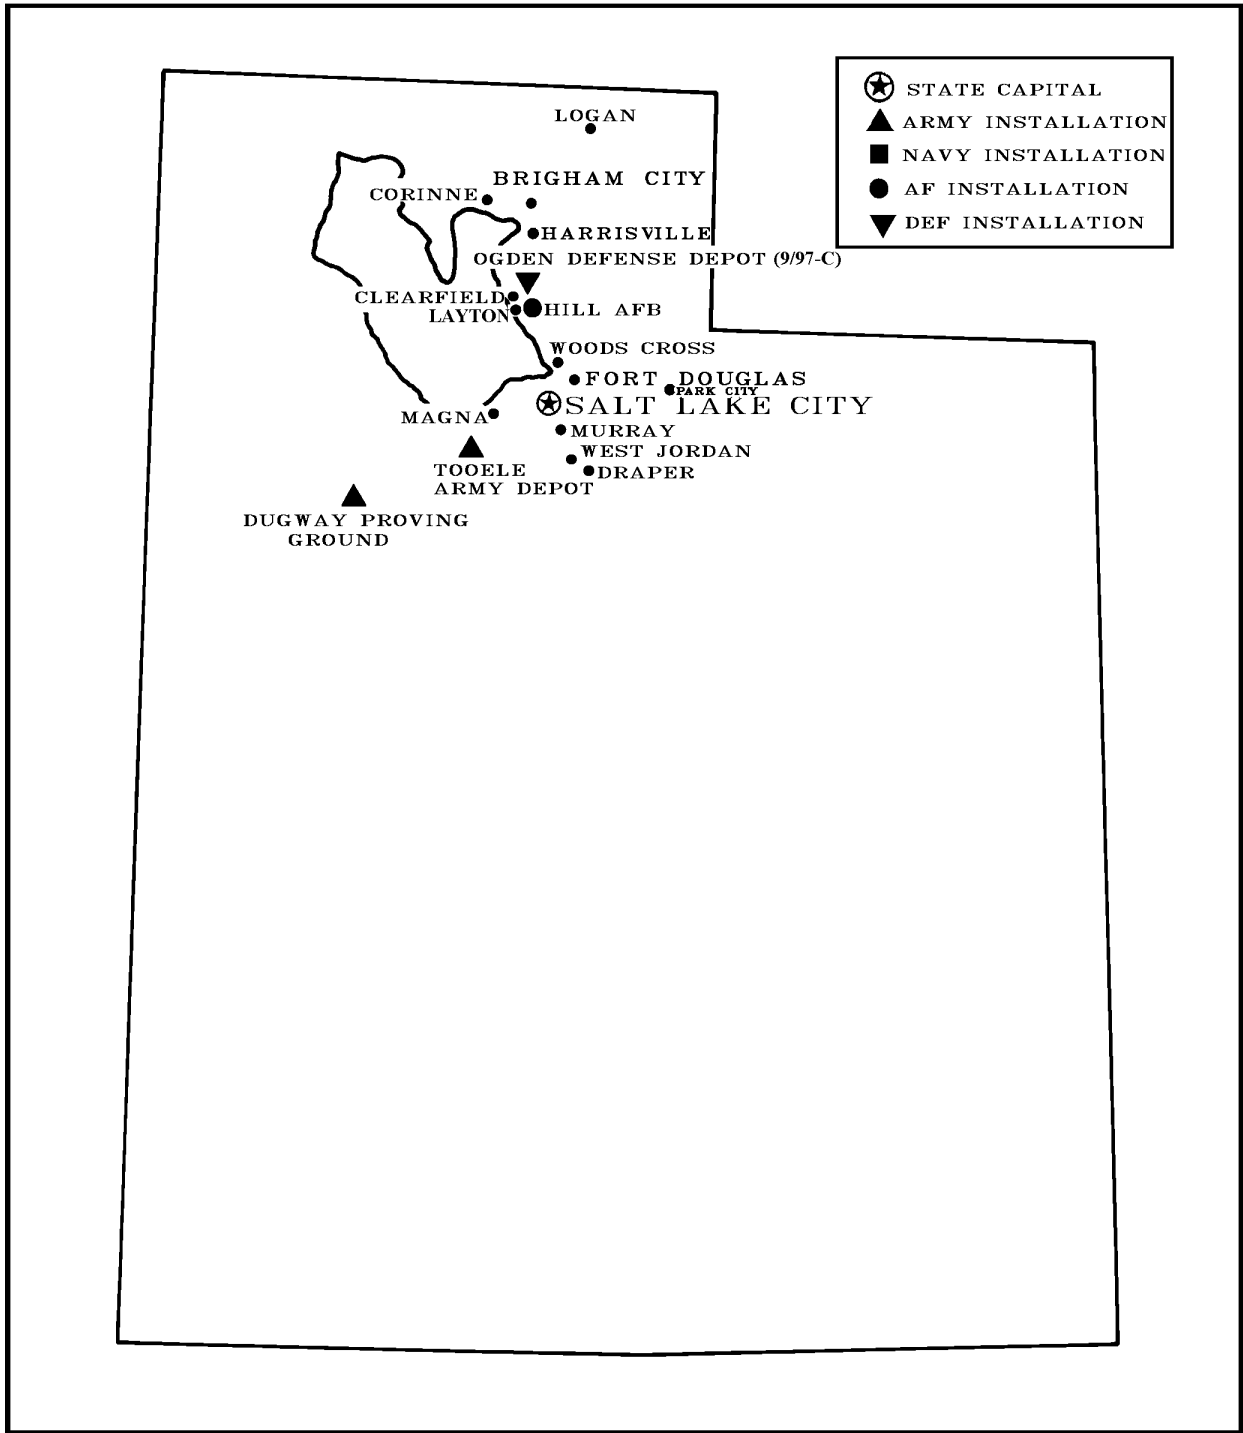 STATE CAPITAL
ARMY INSTALLATION
NAVY INSTALLATION
AF INSTALLATION
DEF INSTALLATION
LOGAN
BRIGHAM CITY
CORINNE
HARRISVILLE
OGDEN DEFENSE DEPOT (9/97-C)
CLEARFIELD
HILL AFB
LAYTON
WOODS CROSS
FORT DOUGLAS
PARK CITY
SALT LAKE CITY
MAGNA
MURRAY
WEST JORDAN
TOOELE
ARMY DEPOT
DRAPER
DUGWAY PROVING
GROUND